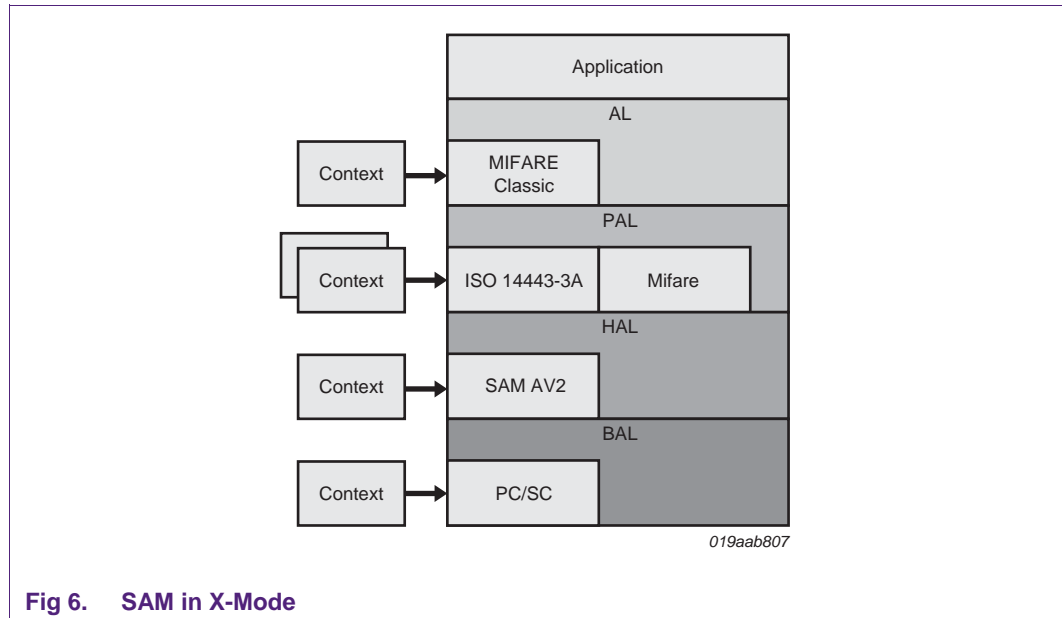 Application
AL
Context
MIFARE
Classic
PAL
Context
ISO 14443-3A
Mifare
HAL
Context
SAM AV2
BAL
Context
PC/SC
019aab807
Fig 6. SAM in X-Mode